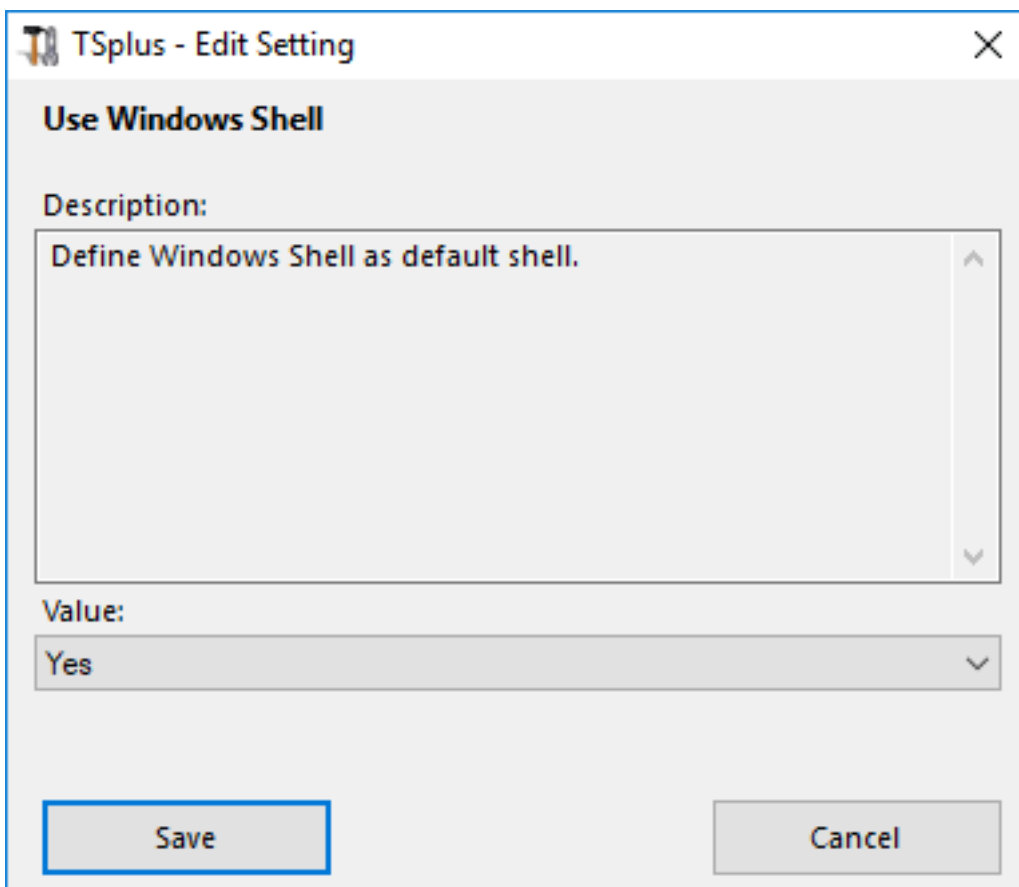 TSplus - Edit Setting
Use Windows Shell
Description:
Define Windows Shell as default shell.
Value:
Yes
Save
Cancel